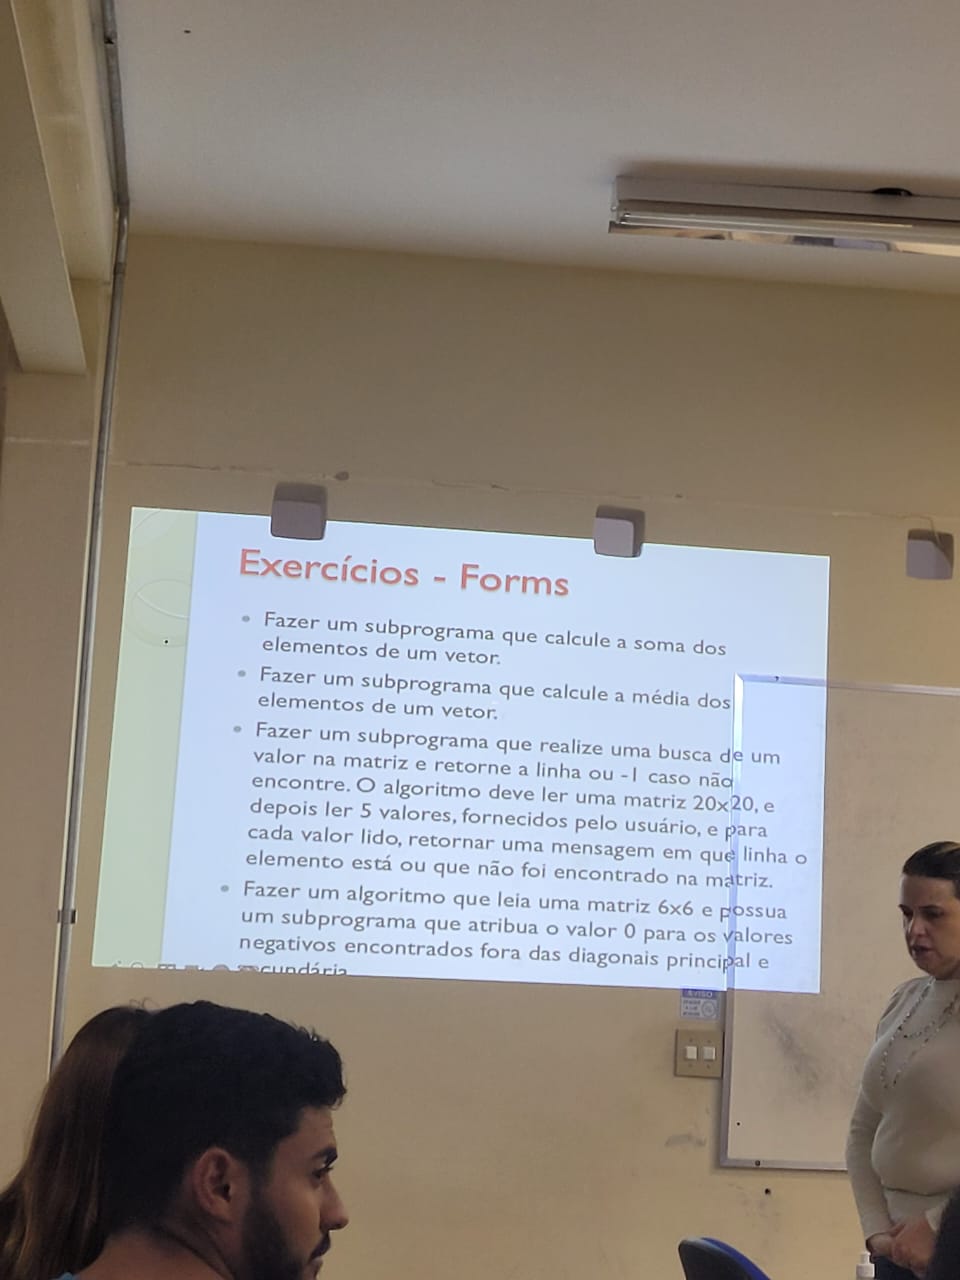 Exercícios - Forms
• Fazer um subprograma que calcule a soma dos
elementos de um vetor.
• Fazer um subprograma que calcule a média dos
elementos de um vetor.
• Fazer um subprograma que realize uma busca de um
valor na matriz e retorne a linha ou -1 caso não
encontre. O algoritmo deve ler uma matriz 20x20, e
depois ler 5 valores, fornecidos pelo usuário, e para
cada valor lido, retornar uma mensagem em que linha o
elemento está ou que não foi encontrado na matriz.
• Fazer um algoritmo que leia uma matriz 6x6 e possua
um subprograma que atribua o valor 0 para os valores
negativos encontrados fora das diagonais principal e
secundária
AVISO